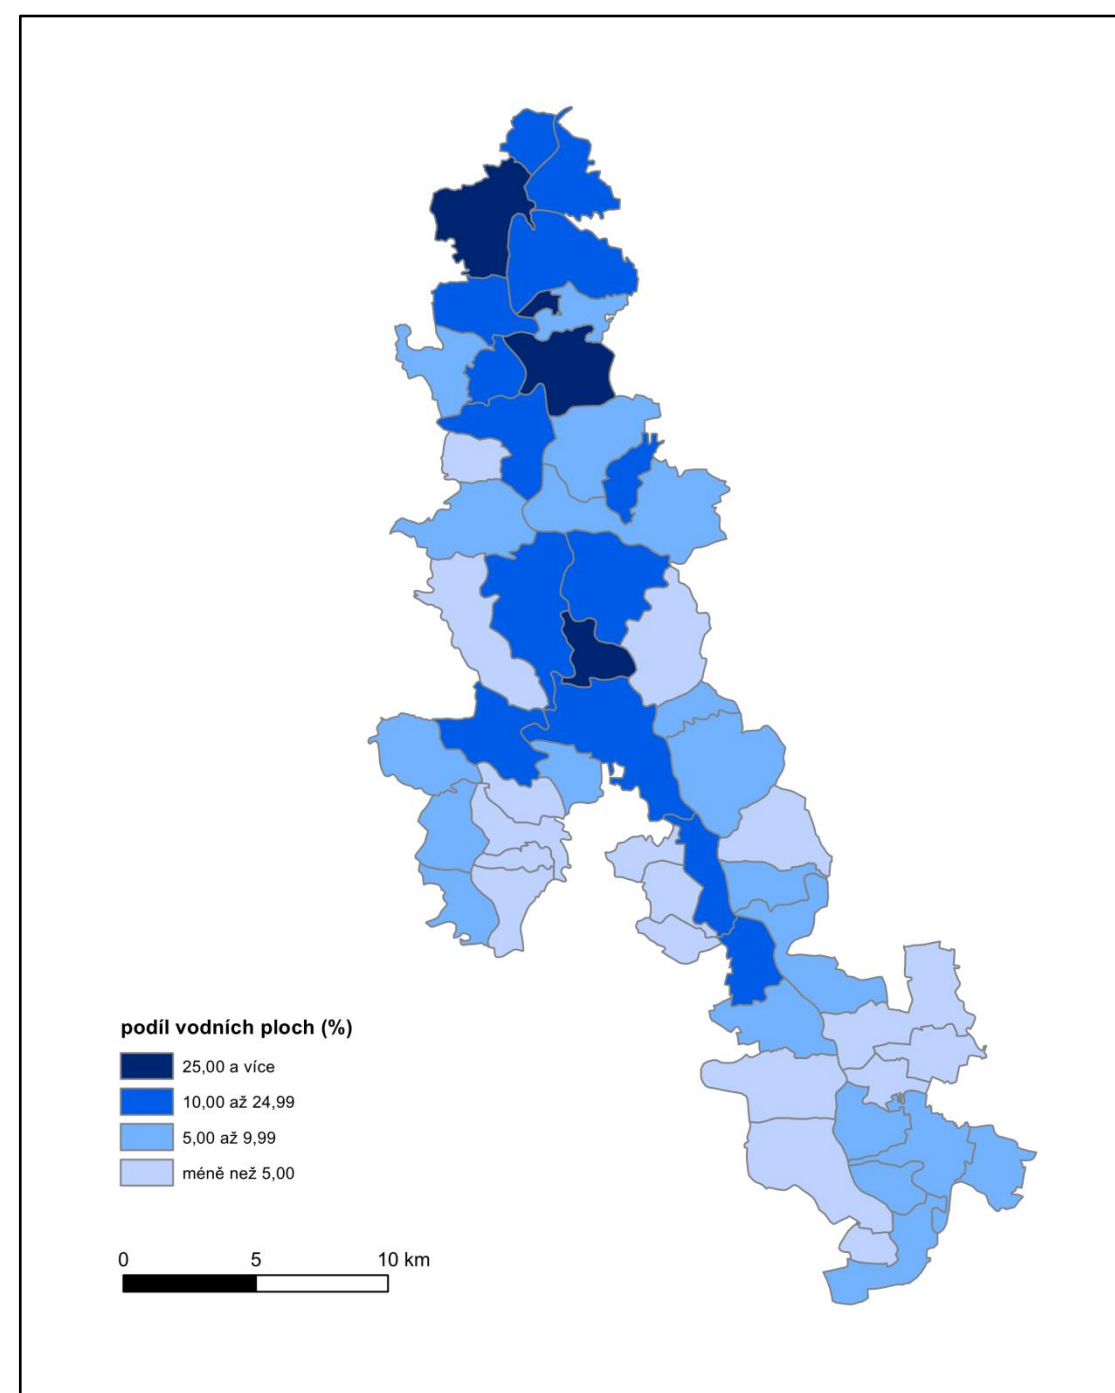 podíl vodních ploch (%)
25,00 a více
10,00 až 24,99
5,00 až 9,99
méně než 5,00
0 5 10 km